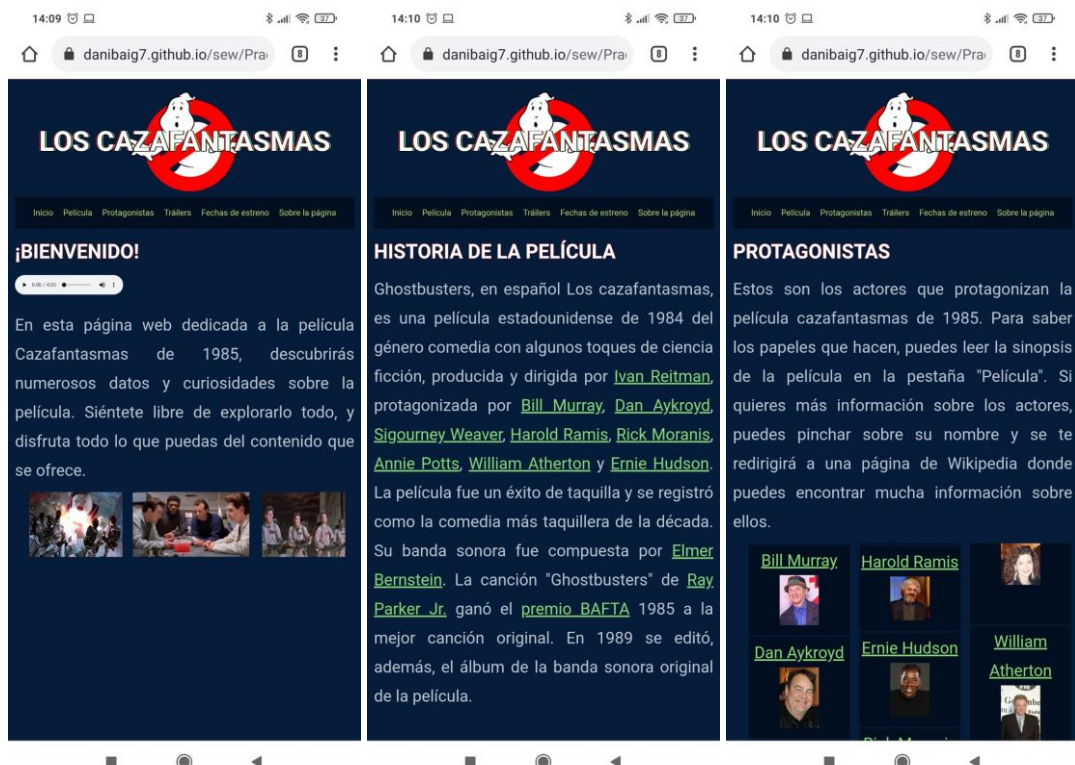 14:09
37
danibaig7.github.io/sew/Pra
8
LOS CAZAFANTASMAS
Inicio Película Protagonistas Tráilers Fechas de estreno Sobre la página
¡BIENVENIDO!
0:00 / 4:02
En esta página web dedicada a la película
Cazafantasmas de 1985, descubrirás
numerosos datos y curiosidades sobre la
película. Siéntete libre de explorarlo todo, y
disfruta todo lo que puedas del contenido que
se ofrece.
14:10
37
danibaig7.github.io/sew/Pra
8
LOS CAZAFANTASMAS
Inicio Película Protagonistas Tráilers Fechas de estreno Sobre la página
HISTORIA DE LA PELÍCULA
Ghostbusters, en español Los cazafantasmas,
es una película estadounidense de 1984 del
género comedia con algunos toques de ciencia
ficción, producida y dirigida por Ivan Reitman,
protagonizada por Bill Murray, Dan Aykroyd,
Sigourney Weaver, Harold Ramis, Rick Moranis,
Annie Potts, William Atherton y Ernie Hudson.
La película fue un éxito de taquilla y se registró
como la comedia más taquillera de la década.
Su banda sonora fue compuesta por Elmer
Bernstein. La canción "Ghostbusters" de Ray
Parker Jr. ganó el premio BAFTA 1985 a la
mejor canción original. En 1989 se editó,
además, el álbum de la banda sonora original
de la película.
14:10
37
danibaig7.github.io/sew/Pra
8
LOS CAZAFANTASMAS
Inicio Película Protagonistas Tráilers Fechas de estreno Sobre la página
PROTAGONISTAS
Estos son los actores que protagonizan la
película cazafantasmas de 1985. Para saber
los papeles que hacen, puedes leer la sinopsis
de la película en la pestaña "Película". Si
quieres más información sobre los actores,
puedes pinchar sobre su nombre y se te
redirigirá a una página de Wikipedia donde
puedes encontrar mucha información sobre
ellos.
Bill Murray
Dan Aykroyd
Harold Ramis
Ernie Hudson
William
Atherton